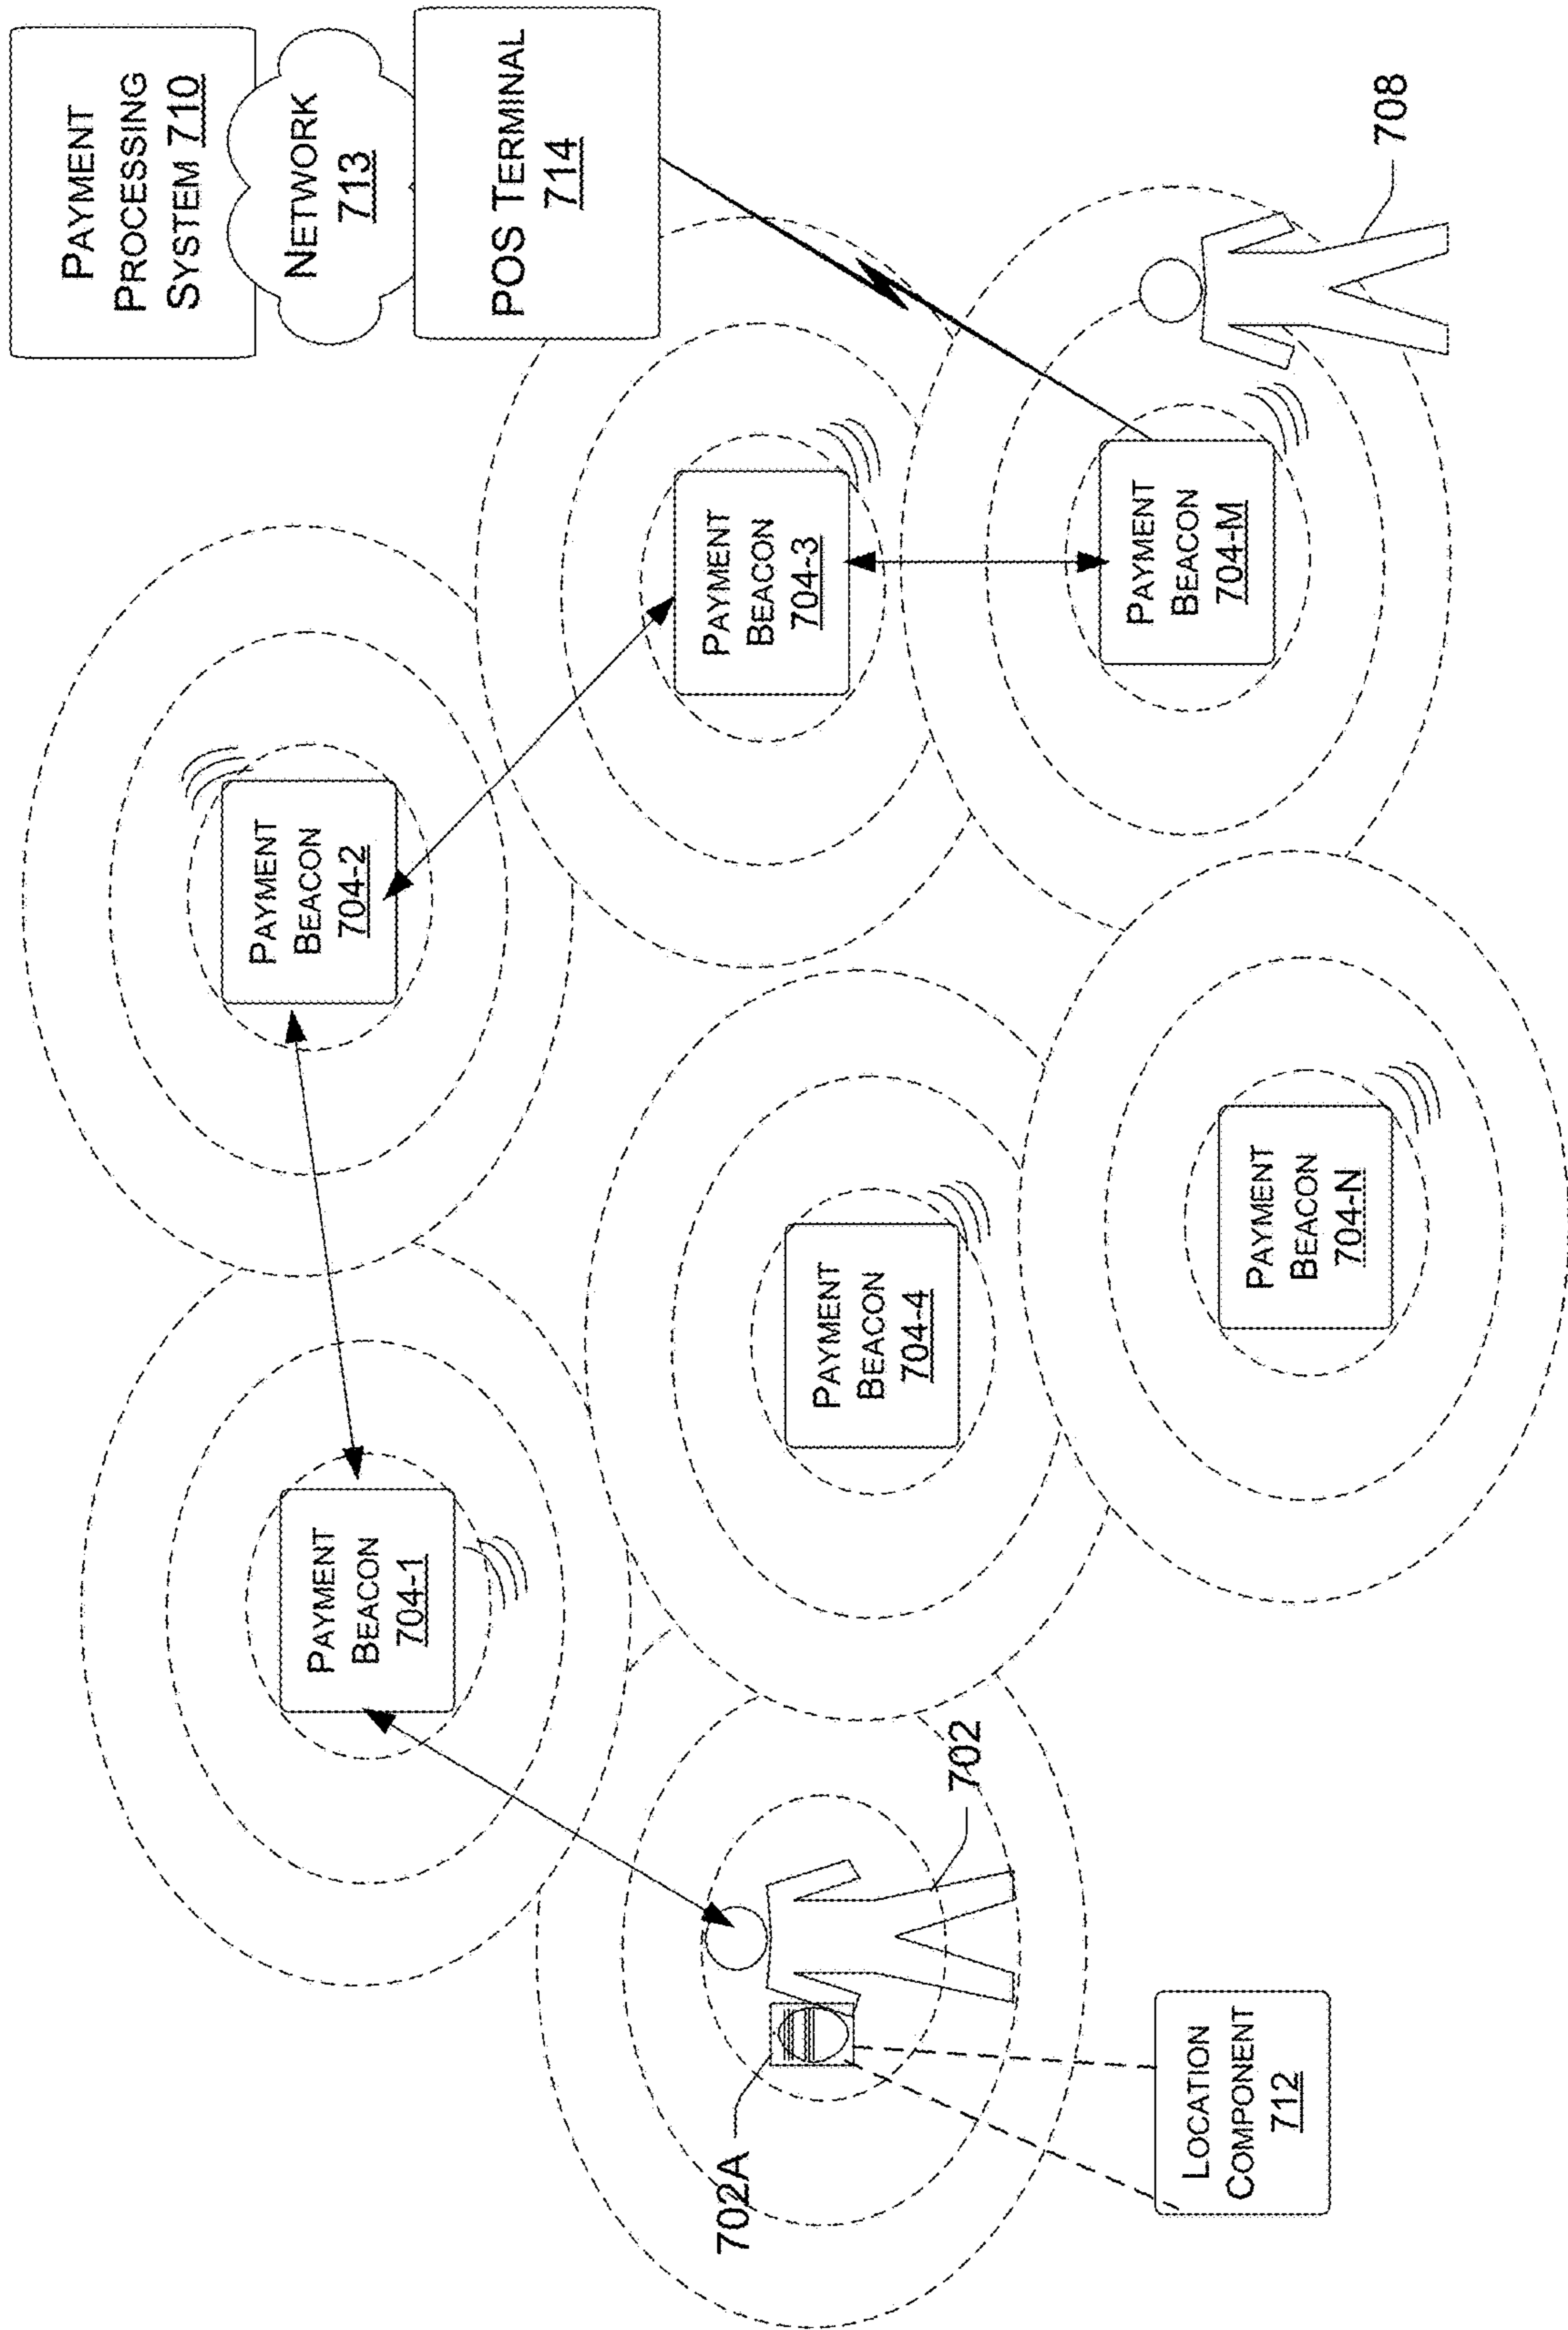 PAYMENT
PROCESSING
SYSTEM 710
NETWORK
713
POS TERMINAL
714
708
PAYMENT
BEACON
704-2
PAYMENT
BEACON
704-3
PAYMENT
BEACON
704-M
PAYMENT
BEACON
704-1
PAYMENT
BEACON
704-4
PAYMENT
BEACON
704-N
702
702A
LOCATION
COMPONENT
712